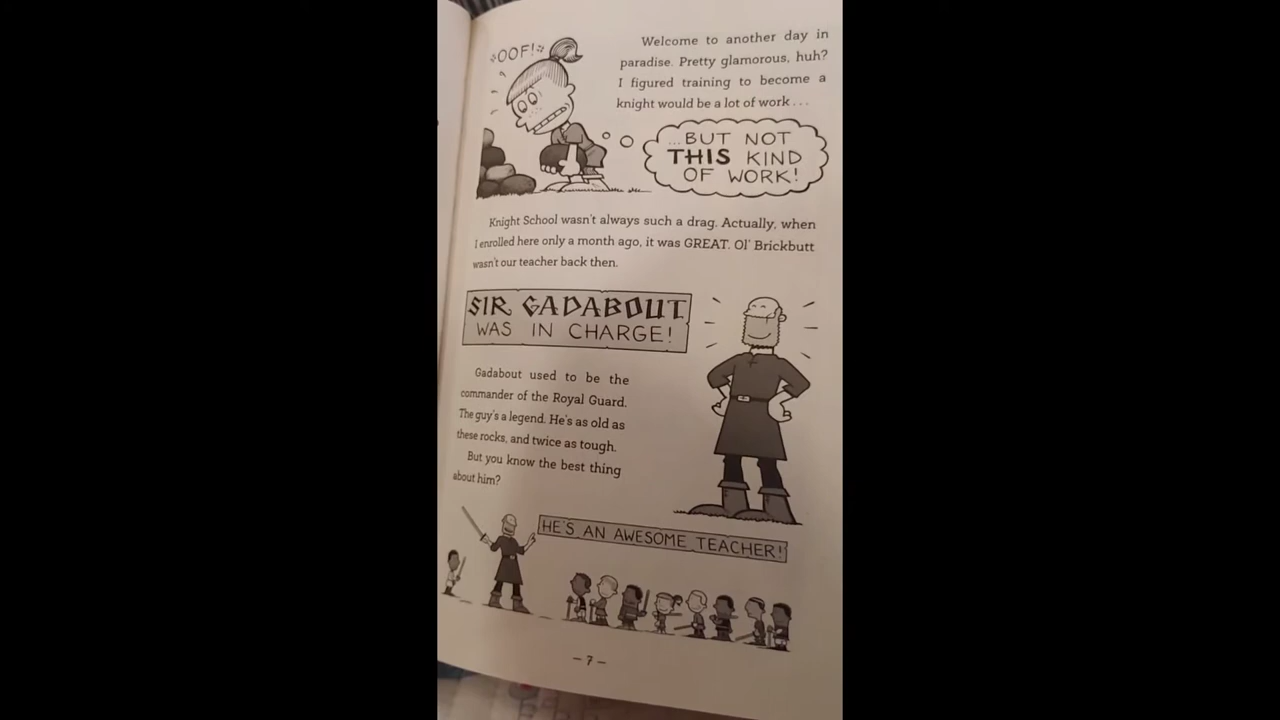 OOF!
Welcome to another day in
paradise. Pretty glamorous, huh?
I figured training to become a
knight would be a lot of work . . .
...BUT NOT
THIS KIND
OF WORK!
Knight School wasn't always such a drag. Actually, when
I enrolled here only a month ago, it was GREAT. Ol' Brickbutt
wasn't our teacher back then.
SIR GADABOUT
WAS IN CHARGE!
Gadabout used to be the
commander of the Royal Guard.
The guy's a legend. He's as old as
these rocks, and twice as tough.
But you know the best thing
about him?
HE'S AN AWESOME TEACHER!
– 7 –